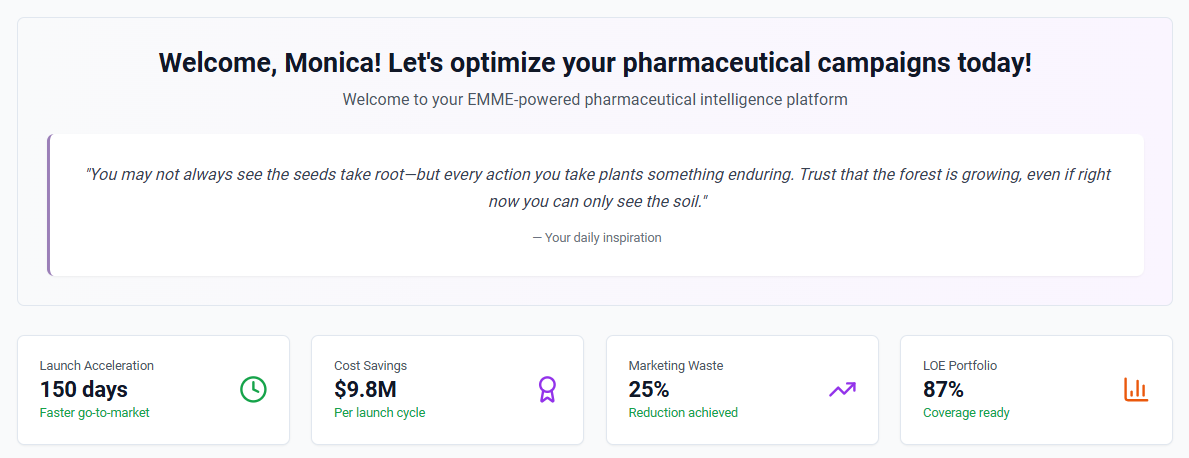 Welcome, Monica! Let's optimize your pharmaceutical campaigns today!
Welcome to your EMME-powered pharmaceutical intelligence platform
"You may not always see the seeds take root—but every action you take plants something enduring. Trust that the forest is growing, even if right
now you can only see the soil."
— Your daily inspiration
Launch Acceleration
150 days
Faster go-to-market
Cost Savings
$9.8M
Per launch cycle
Marketing Waste
25%
Reduction achieved
LOE Portfolio
87%
Coverage ready